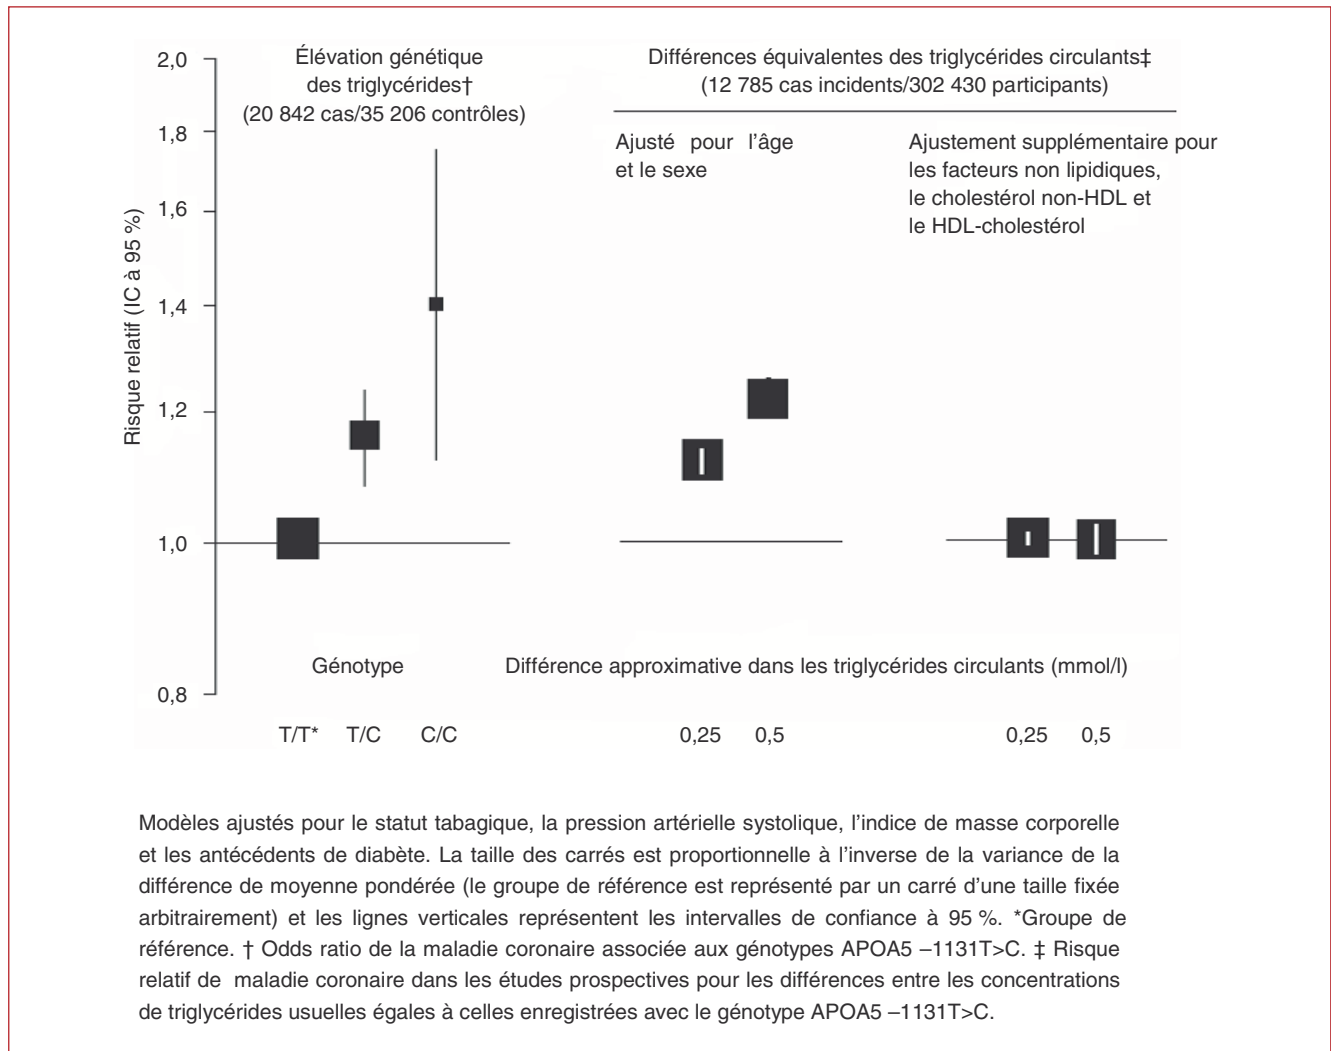 Élévation génétique
des triglycérides†
(20 842 cas/35 206 contrôles)
Différences équivalentes des triglycérides circulants‡
(12 785 cas incidents/302 430 participants)
Ajusté pour l’âge
et le sexe
Ajustement supplémentaire pour
les facteurs non lipidiques,
le cholestérol non-HDL et
le HDL-cholestérol
Risque relatif (IC à 95 %)
2,0
1,8
1,6
1,4
1,2
1,0
0,8
Génotype
Différence approximative dans les triglycérides circulants (mmol/l)
T/T* T/C C/C 0,25 0,5 0,25 0,5
Modèles ajustés pour le statut tabagique, la pression artérielle systolique, l’indice de masse corporelle
et les antécédents de diabète. La taille des carrés est proportionnelle à l’inverse de la variance de la
différence de moyenne pondérée (le groupe de référence est représenté par un carré d’une taille fixée
arbitrairement) et les lignes verticales représentent les intervalles de confiance à 95 %. *Groupe de
référence. † Odds ratio de la maladie coronaire associée aux génotypes APOA5 –1131T>C. ‡ Risque
relatif de maladie coronaire dans les études prospectives pour les différences entre les concentrations
de triglycérides usuelles égales à celles enregistrées avec le génotype APOA5 –1131T>C.